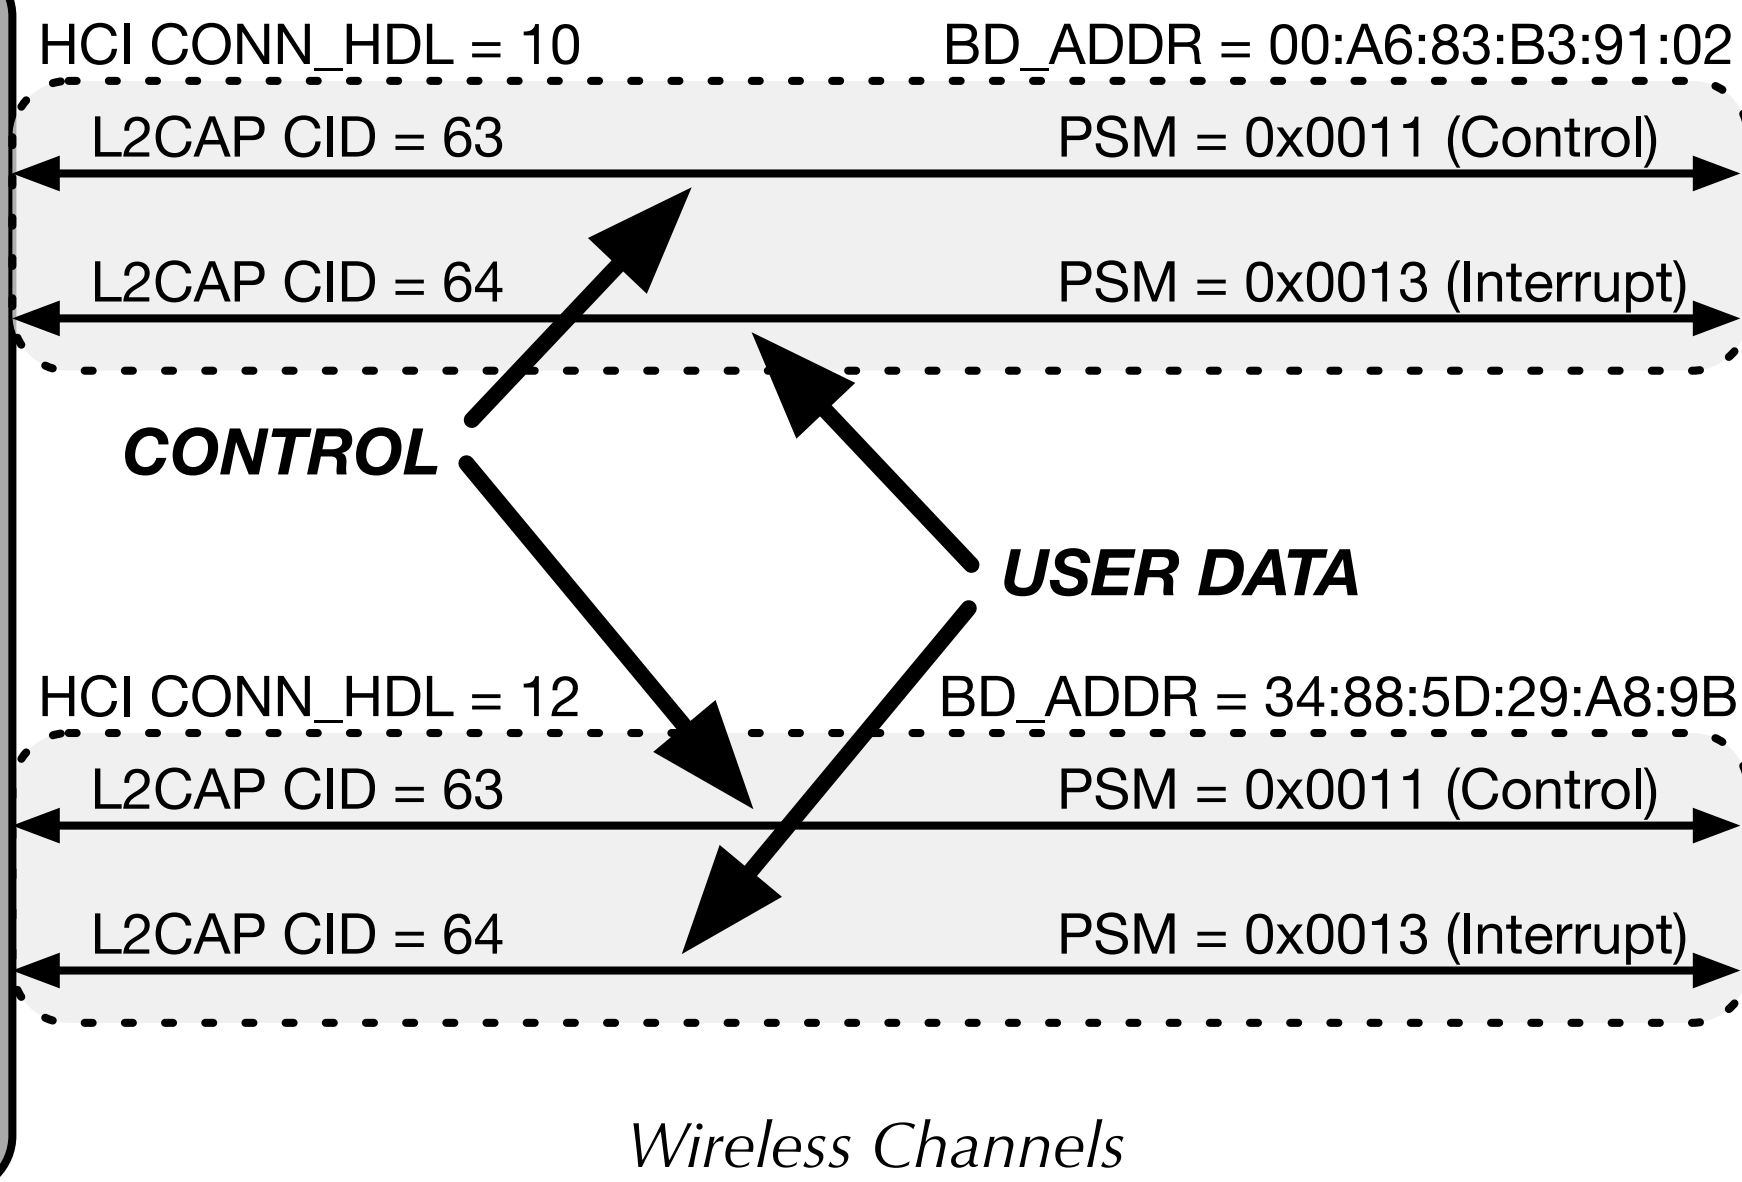 HCI CONN_HDL = 10 BD_ADDR = 00:A6:83:B3:91:02
L2CAP CID = 63 PSM = 0x0011 (Control)
L2CAP CID = 64 PSM = 0x0013 (Interrupt)
CONTROL
USER DATA
HCI CONN_HDL = 12 BD_ADDR = 34:88:5D:29:A8:9B
L2CAP CID = 63 PSM = 0x0011 (Control)
L2CAP CID = 64 PSM = 0x0013 (Interrupt)
Wireless Channels